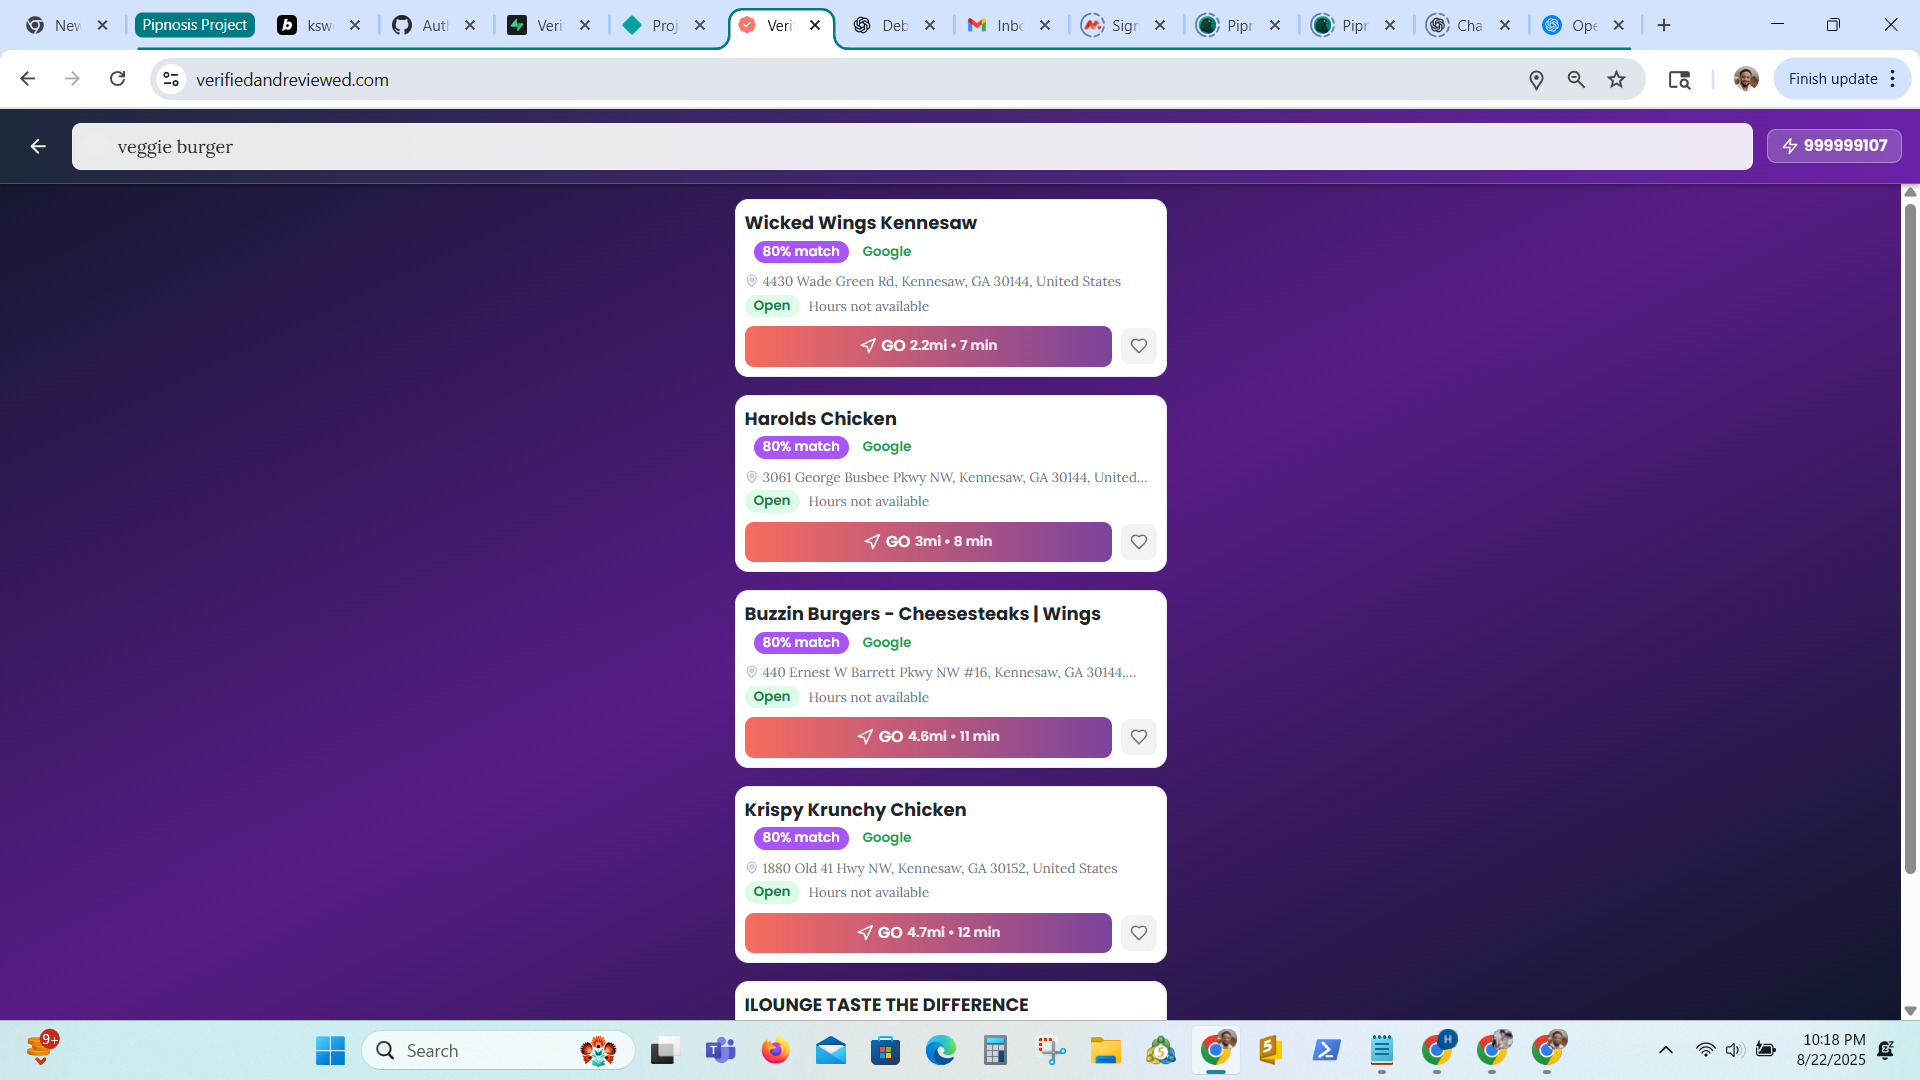 New
Pipnosis Project
ksw
Aut
Veri
Proj
Veri
Deb
Inbo
Sign
Pipr
Pipr
Cha
Ope
verifiedandreviewed.com
Finish update
veggie burger
999999107
Wicked Wings Kennesaw
80% match Google
4430 Wade Green Rd, Kennesaw, GA 30144, United States
Open Hours not available
GO 2.2mi • 7 min
Harolds Chicken
80% match Google
3061 George Busbee Pkwy NW, Kennesaw, GA 30144, United...
Open Hours not available
GO 3mi • 8 min
Buzzin Burgers - Cheesesteaks | Wings
80% match Google
440 Ernest W Barrett Pkwy NW #16, Kennesaw, GA 30144,...
Open Hours not available
GO 4.6mi • 11 min
Krispy Krunchy Chicken
80% match Google
1880 Old 41 Hwy NW, Kennesaw, GA 30152, United States
Open Hours not available
GO 4.7mi • 12 min
ILOUNGE TASTE THE DIFFERENCE
9+
Search
10:18 PM
8/22/2025